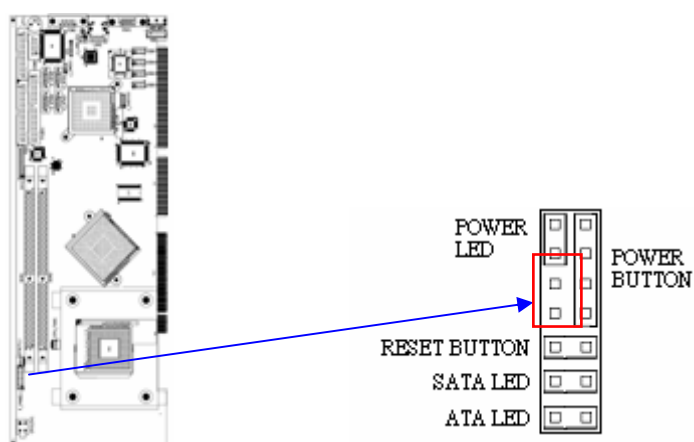 POWER
LED
POWER
BUTTON
RESET BUTTON
SATA LED
ATA LED